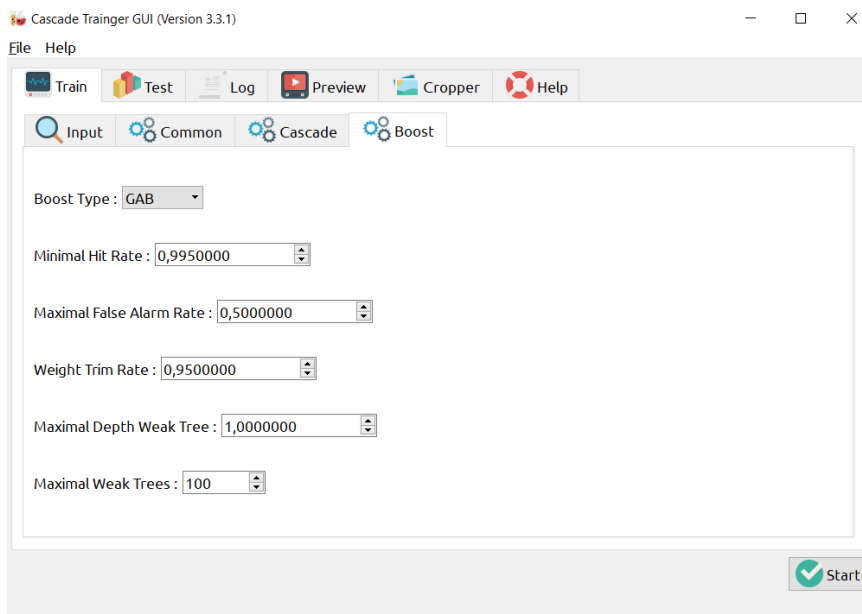 Cascade Trainger GUI (Version 3.3.1)
File Help
Train Test Log Preview Cropper Help
Input Common Cascade Boost
Boost Type : GAB
Minimal Hit Rate : 0,9950000
Maximal False Alarm Rate : 0,5000000
Weight Trim Rate : 0,9500000
Maximal Depth Weak Tree : 1,0000000
Maximal Weak Trees : 100
Start